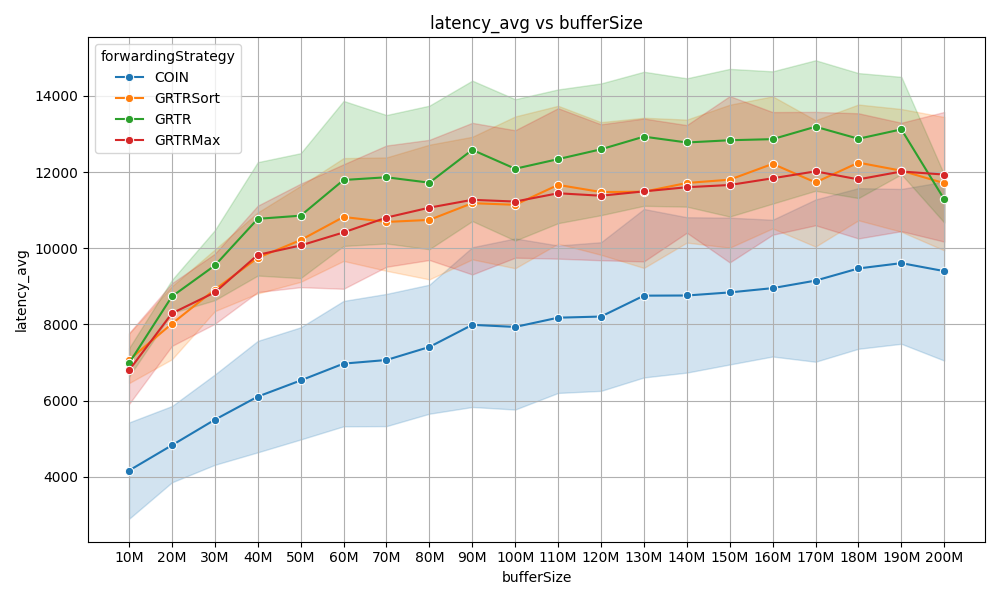 latency_avg vs bufferSize
forwardingStrategy
COIN
GRTRSort
GRTR
GRTRMax
latency_avg
14000
12000
10000
8000
6000
4000
10M 20M 30M 40M 50M 60M 70M 80M 90M 100M 110M 120M 130M 140M 150M 160M 170M 180M 190M 200M
bufferSize